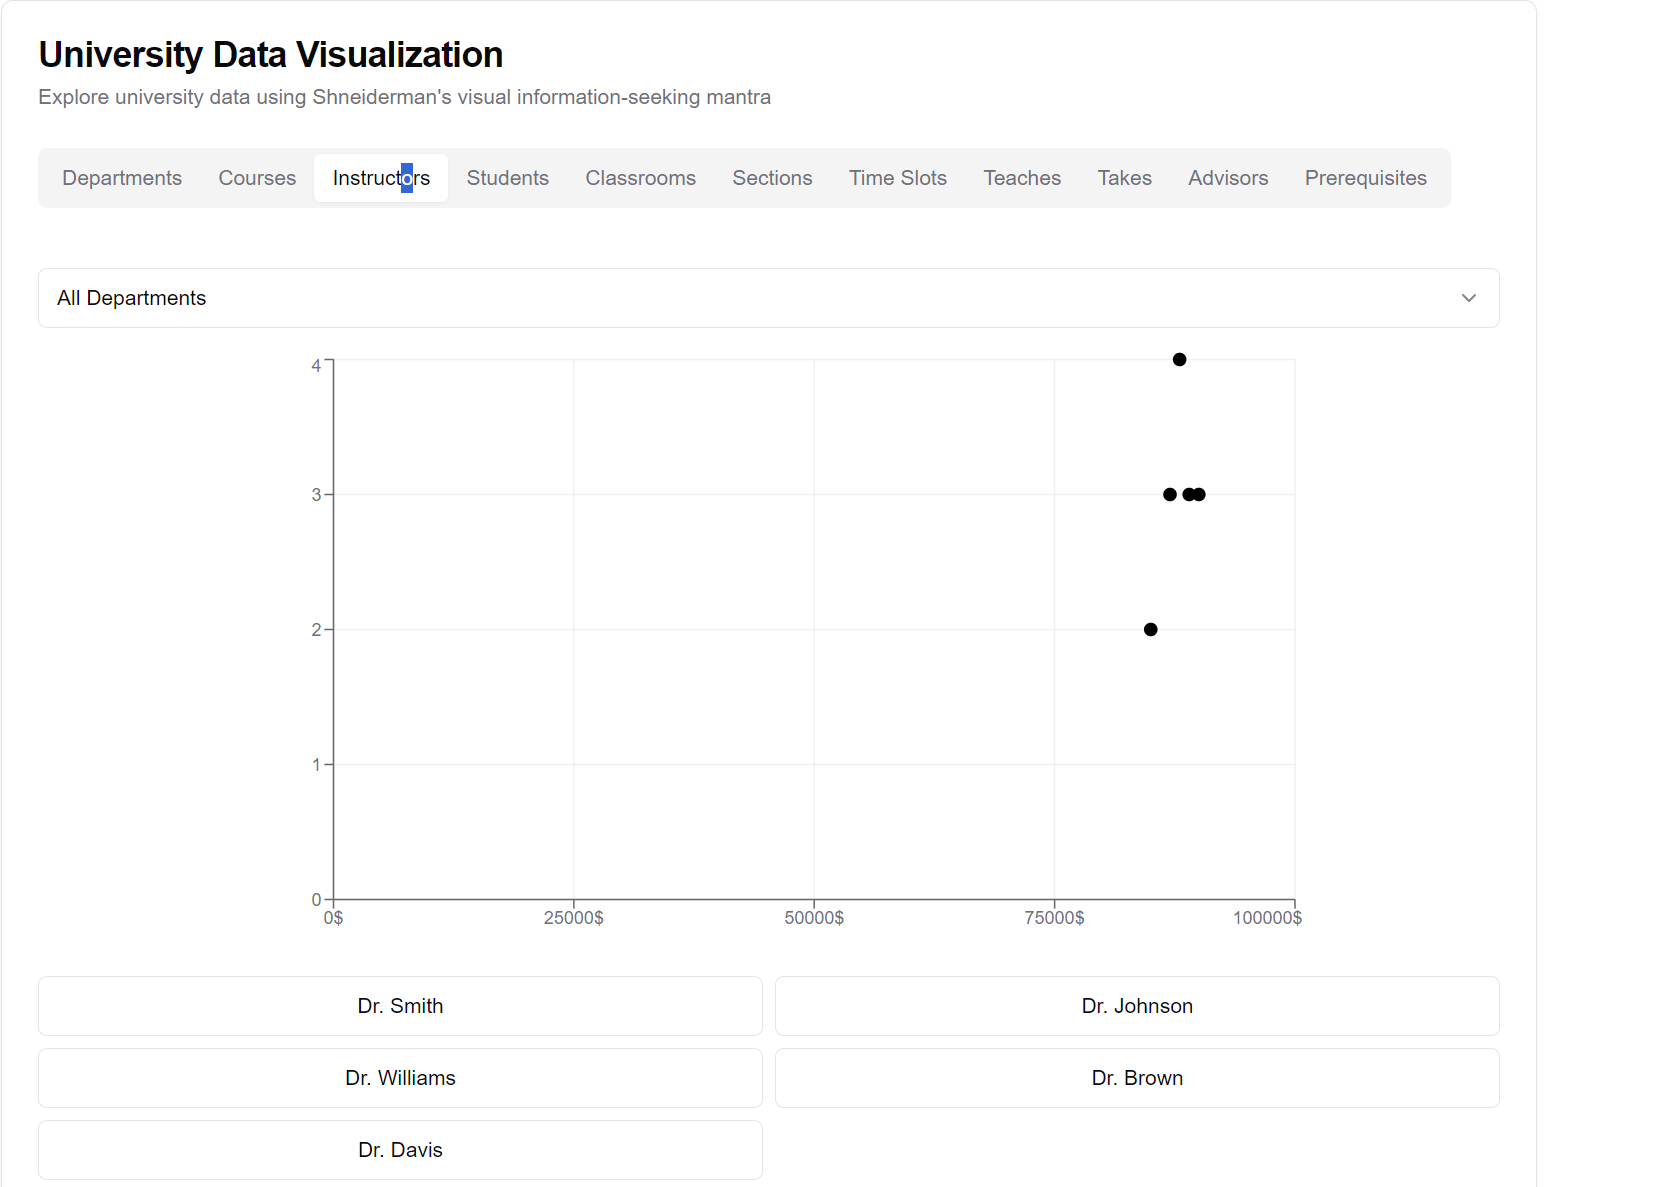 University Data Visualization
Explore university data using Shneiderman's visual information-seeking mantra
Departments Courses Instructors Students Classrooms Sections Time Slots Teaches Takes Advisors Prerequisites
All Departments
4
3
2
1
0
0$ 25000$ 50000$ 75000$ 100000$
Dr. Smith Dr. Johnson
Dr. Williams Dr. Brown
Dr. Davis